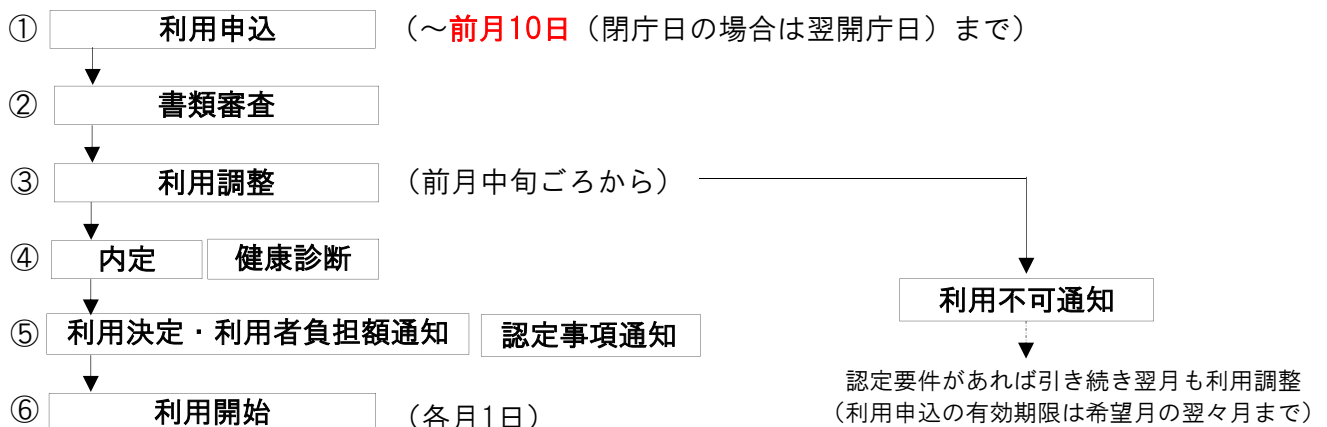 ① 利用申込 （～前月10日（閉庁日の場合は翌開庁日）まで）
② 書類審査
③ 利用調整 （前月中旬ごろから）
④ 内定 健康診断
利用不可通知
⑤ 利用決定・利用者負担額通知 認定事項通知
認定要件があれば引き続き翌月も利用調整
（利用申込の有効期限は希望月の翌々月まで）
⑥ 利用開始 （各月1日）